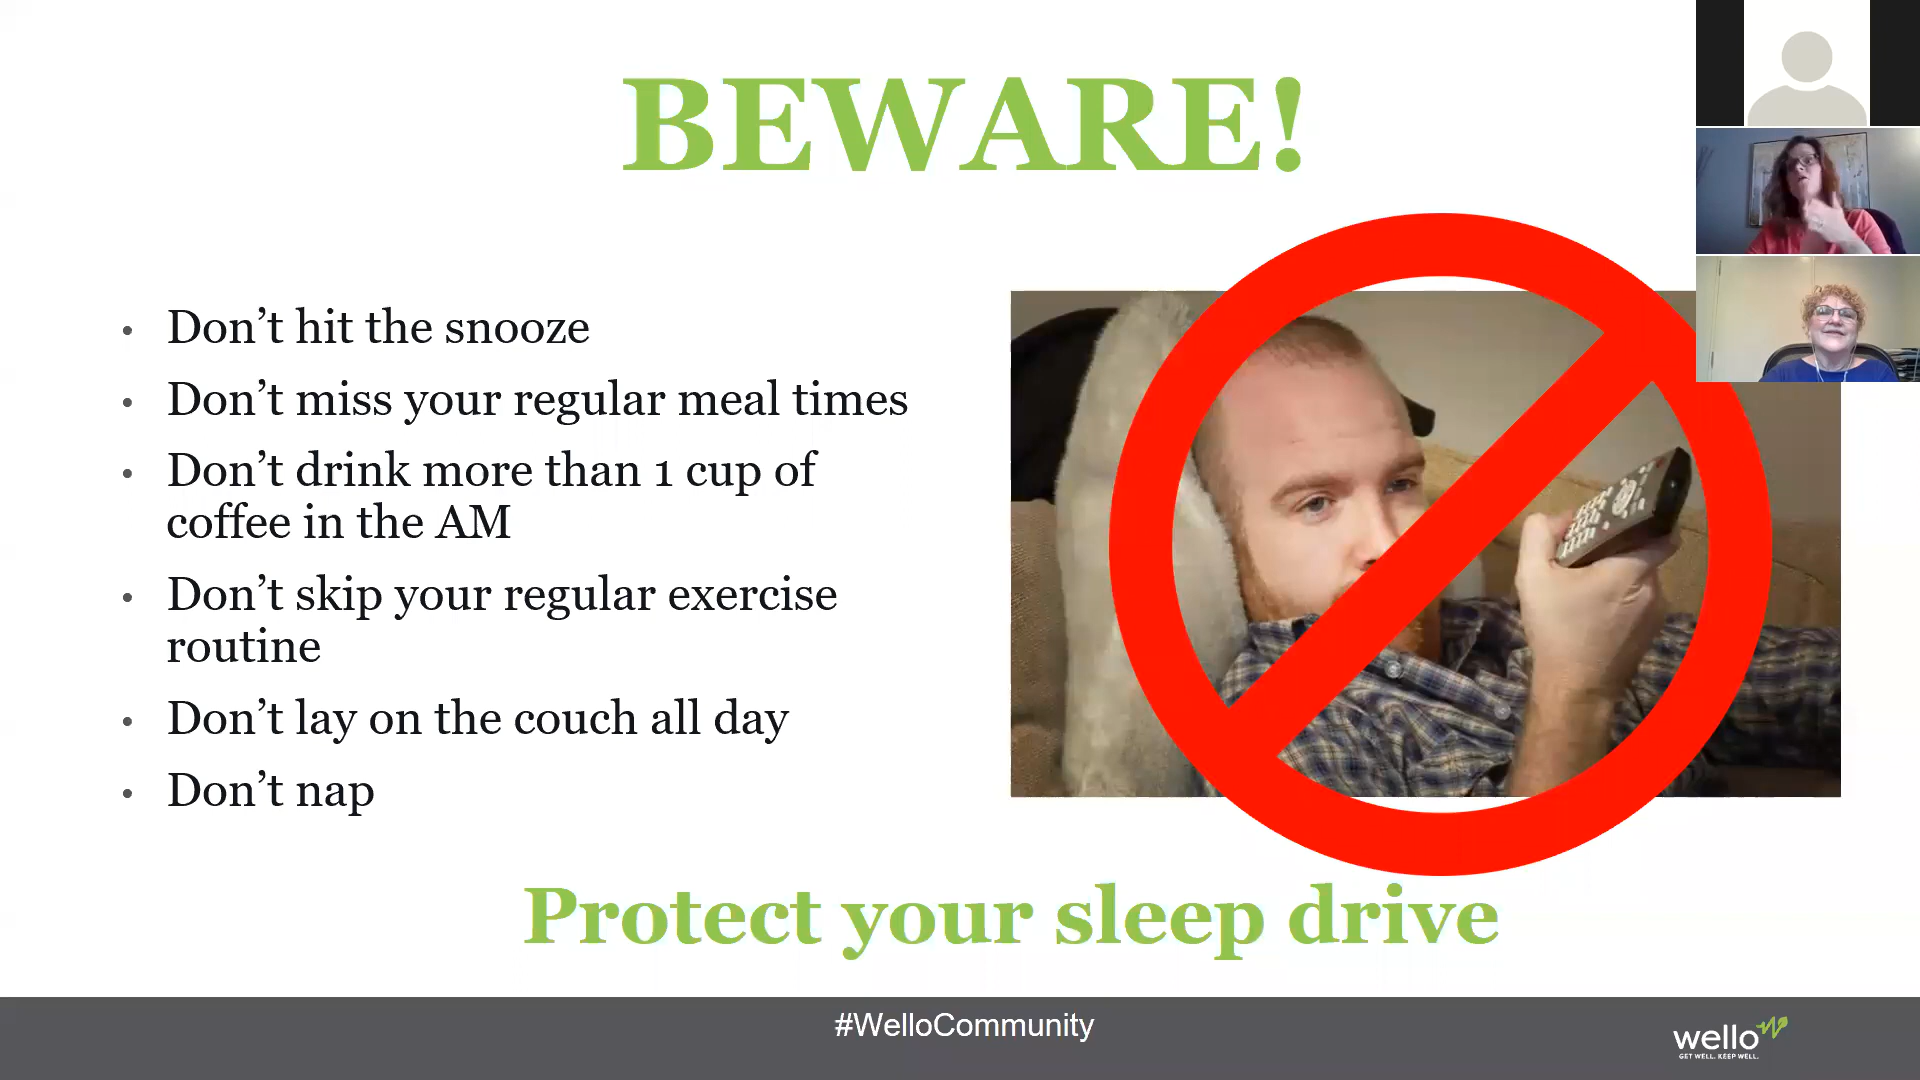 BEWARE!
• Don’t hit the snooze
• Don’t miss your regular meal times
• Don’t drink more than 1 cup of
coffee in the AM
• Don’t skip your regular exercise
routine
• Don’t lay on the couch all day
• Don’t nap
Protect your sleep drive
#WelloCommunity
wello
GET WELL. KEEP WELL.